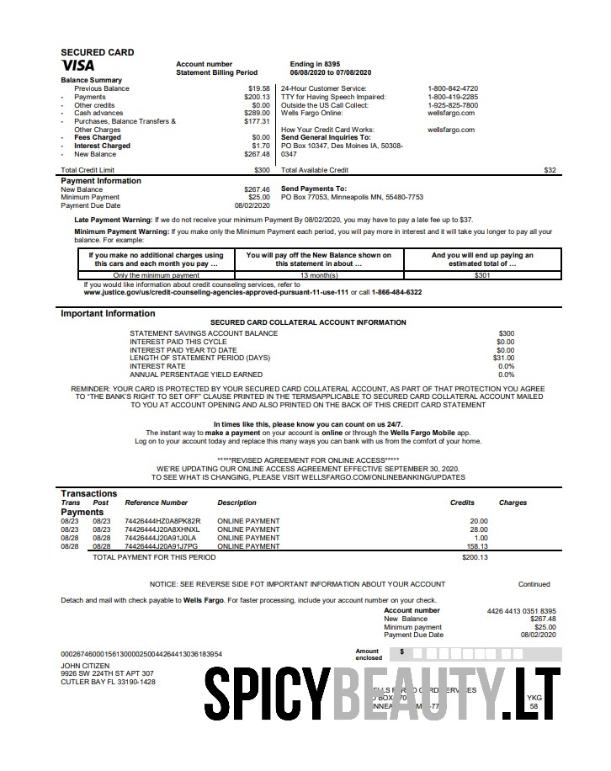 SECURED CARD
VISA
Account number Ending in 8395
Statement Billing Period 06/08/2020 to 07/08/2020
Balance Summary
Previous Balance $19.58
- Payments $200.13
- Other credits $0.00
- Cash advances $289.00
- Purchases, Balance Transfers & $177.31
Other Charges
- Fees Charged $0.00
- Interest Charged $1.70
- New Balance $267.48
24-Hour Customer Service: 1-800-842-4720
TTY for Having Speech Impaired: 1-800-419-2285
Outside the US Call Collect: 1-925-825-7600
Wells Fargo Online: wellsfargo.com
How Your Credit Card Works: wellsfargo.com
Send General Inquiries To:
PO Box 10347, Des Moines IA, 50308-
0347
Total Credit Limit $300 Total Available Credit $32
Payment Information
New Balance $267.46 Send Payments To:
Minimum Payment $25.00 PO Box 77053, Minneapolis MN, 55480-7753
Payment Due Date 08/02/2020
Late Payment Warning: If we do not receive your minimum Payment By 08/02/2020, you may have to pay a late fee up to $37.
Minimum Payment Warning: If you make only the Minimum Payment each period, you will pay more in interest and it will take you longer to pay all your
balance. For example:
If you make no additional charges using You will pay off the New Balance shown on And you will end up paying an
this cars and each month you pay ... this statement in about ... estimated total of ...
Only the minimum payment 13 month(s) $301
If you would like information about credit counseling services, refer to
www.justice.gov/us/credit-counseling-agencies-approved-pursuant-11-use-111 or call 1-866-484-6322
Important Information
SECURED CARD COLLATERAL ACCOUNT INFORMATION
STATEMENT SAVINGS ACCOUNT BALANCE $300
INTEREST PAID THIS CYCLE $0.00
INTEREST PAID YEAR TO DATE $0.00
LENGTH OF STATEMENT PERIOD (DAYS) $31.00
INTEREST RATE 0.0%
ANNUAL PERSENTAGE YIELD EARNED 0.0%
REMINDER: YOUR CARD IS PROTECTED BY YOUR SECURED CARD COLLATERAL ACCOUNT, AS PART OF THAT PROTECTION YOU AGREE
TO "THE BANK'S RIGHT TO SET OFF" CLAUSE PRINTED IN THE TERMSAPPLICABLE TO SECURED CARD COLLATERAL ACCOUNT MAILED
TO YOU AT ACCOUNT OPENING AND ALSO PRINTED ON THE BACK OF THIS CREDIT CARD STATEMENT
In times like this, please know you can count on us 24/7.
The instant way to make a payment on your account is online or through the Wells Fargo Mobile app.
Log on to your account today and replace this many ways you can bank with us from the comfort of your home.
*****REVISED AGREEMENT FOR ONLINE ACCESS*****
WE'RE UPDATING OUR ONLINE ACCESS AGREEMENT EFFECTIVE SEPTEMBER 30, 2020.
TO SEE WHAT IS CHANGING, PLEASE VISIT WELLSFARGO.COM/ONLINEBANKING/UPDATES
Transactions
Trans Post Reference Number Description Credits Charges
Payments
08/23 08/23 74426444HZ0A8PK82R ONLINE PAYMENT 20.00
08/23 08/23 74426444J20A8XHNXL ONLINE PAYMENT 28.00
08/28 08/28 74426444J20A91J0LA ONLINE PAYMENT 1.00
08/28 08/28 74426444J20A91J7PG ONLINE PAYMENT 158.13
TOTAL PAYMENT FOR THIS PERIOD $200.13
NOTICE: SEE REVERSE SIDE FOT IMPORTANT INFORMATION ABOUT YOUR ACCOUNT Continued
Detach and mail with check payable to Wells Fargo. For faster processing, include your account number on your check.
Account number 4426 4413 0351 8395
New Balance $267.48
Minimum payment $25.00
Payment Due Date 08/02/2020
00026746000156130000250044264413036183954
Amount
enclosed $
JOHN CITIZEN
9926 SW 224TH ST APT 307
CUTLER BAY FL 33190-1428
YKG
58
SPICYBEAUTY.LT